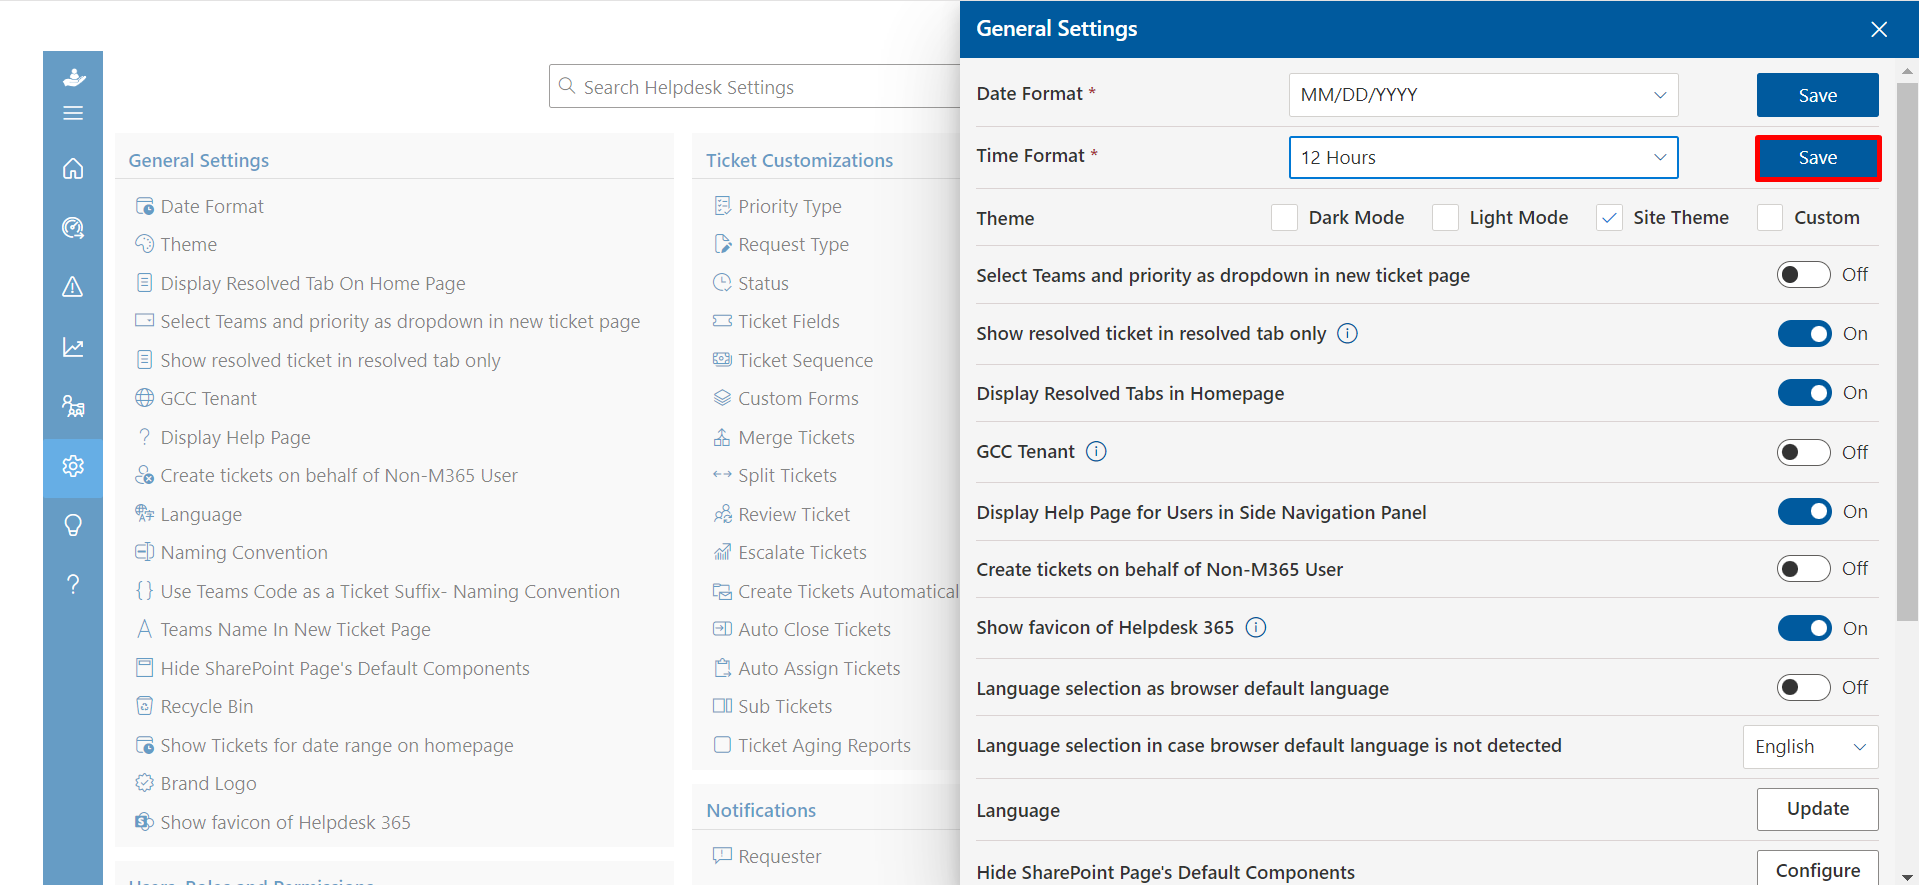 Search Helpdesk Settings
General Settings
Date Format
Theme
Display Resolved Tab On Home Page
Select Teams and priority as dropdown in new ticket page
Show resolved ticket in resolved tab only
GCC Tenant
Display Help Page
Create tickets on behalf of Non-M365 User
Language
Naming Convention
Use Teams Code as a Ticket Suffix- Naming Convention
Teams Name In New Ticket Page
Hide SharePoint Page's Default Components
Recycle Bin
Show Tickets for date range on homepage
Brand Logo
Show favicon of Helpdesk 365
Users, Roles and Permissions
Ticket Customizations
Priority Type
Request Type
Status
Ticket Fields
Ticket Sequence
Custom Forms
Merge Tickets
Split Tickets
Review Ticket
Escalate Tickets
Create Tickets Automatical
Auto Close Tickets
Auto Assign Tickets
Sub Tickets
Ticket Aging Reports
Notifications
Requester
General Settings
Date Format * MM/DD/YYYY Save
Time Format * 12 Hours Save
Theme Dark Mode Light Mode Site Theme Custom
Select Teams and priority as dropdown in new ticket page Off
Show resolved ticket in resolved tab only On
Display Resolved Tabs in Homepage On
GCC Tenant Off
Display Help Page for Users in Side Navigation Panel On
Create tickets on behalf of Non-M365 User Off
Show favicon of Helpdesk 365 On
Language selection as browser default language Off
Language selection in case browser default language is not detected English
Language Update
Hide SharePoint Page's Default Components Configure